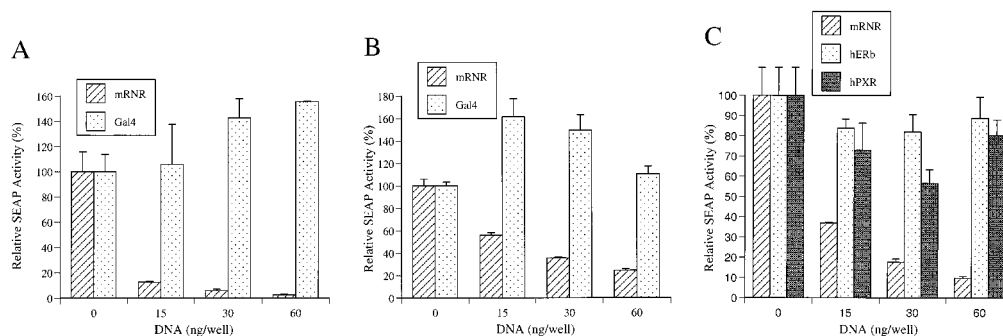 A
mRNR
Gal4
Relative SEAP Activity (%)
160
140
120
100
80
60
40
20
0
0 15 30 60
DNA (ng/well)
B
mRNR
Gal4
Relative SEAP Activity (%)
180
160
140
120
100
80
60
40
20
0
0 15 30 60
DNA (ng/well)
C
mRNR
hERb
hPXR
Relative SEAP Activity (%)
100
90
80
70
60
50
40
30
20
10
0
0 15 30 60
DNA (ng/well)